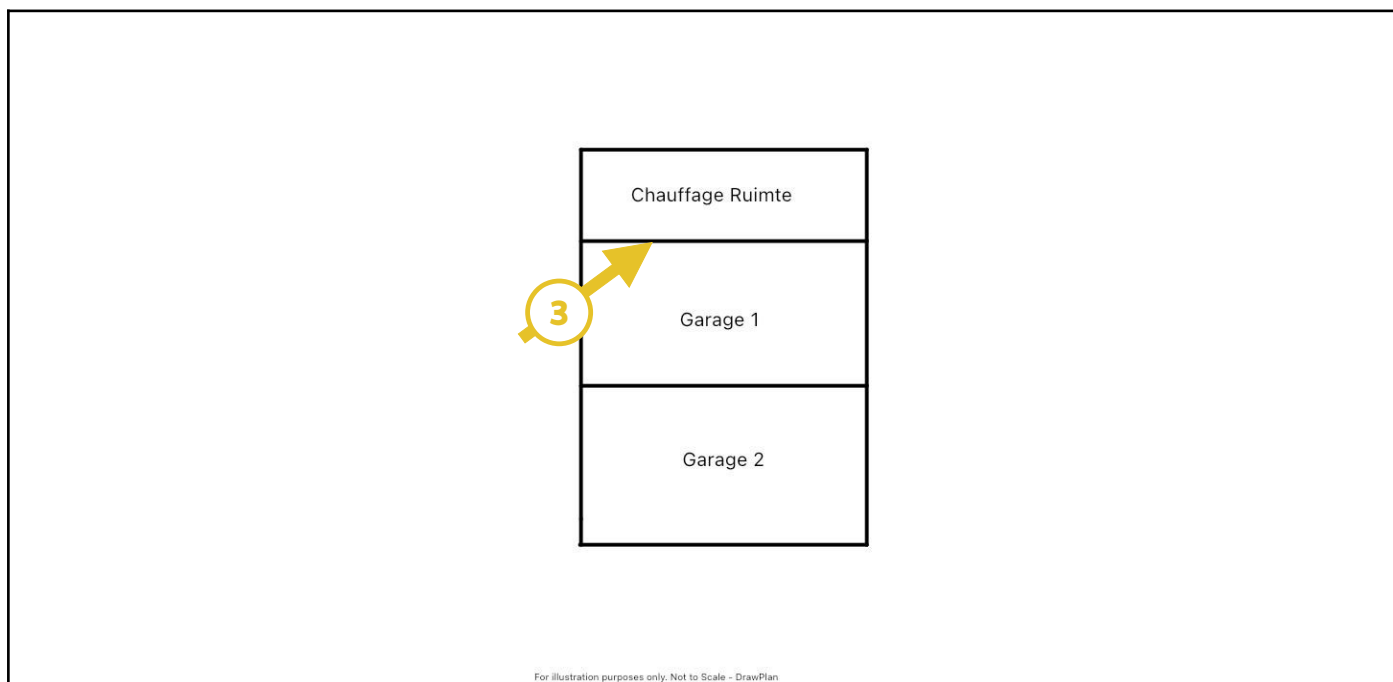 Chauffage Ruimte
3
Garage 1
Garage 2
For illustration purposes only. Not to Scale - DrawPlan